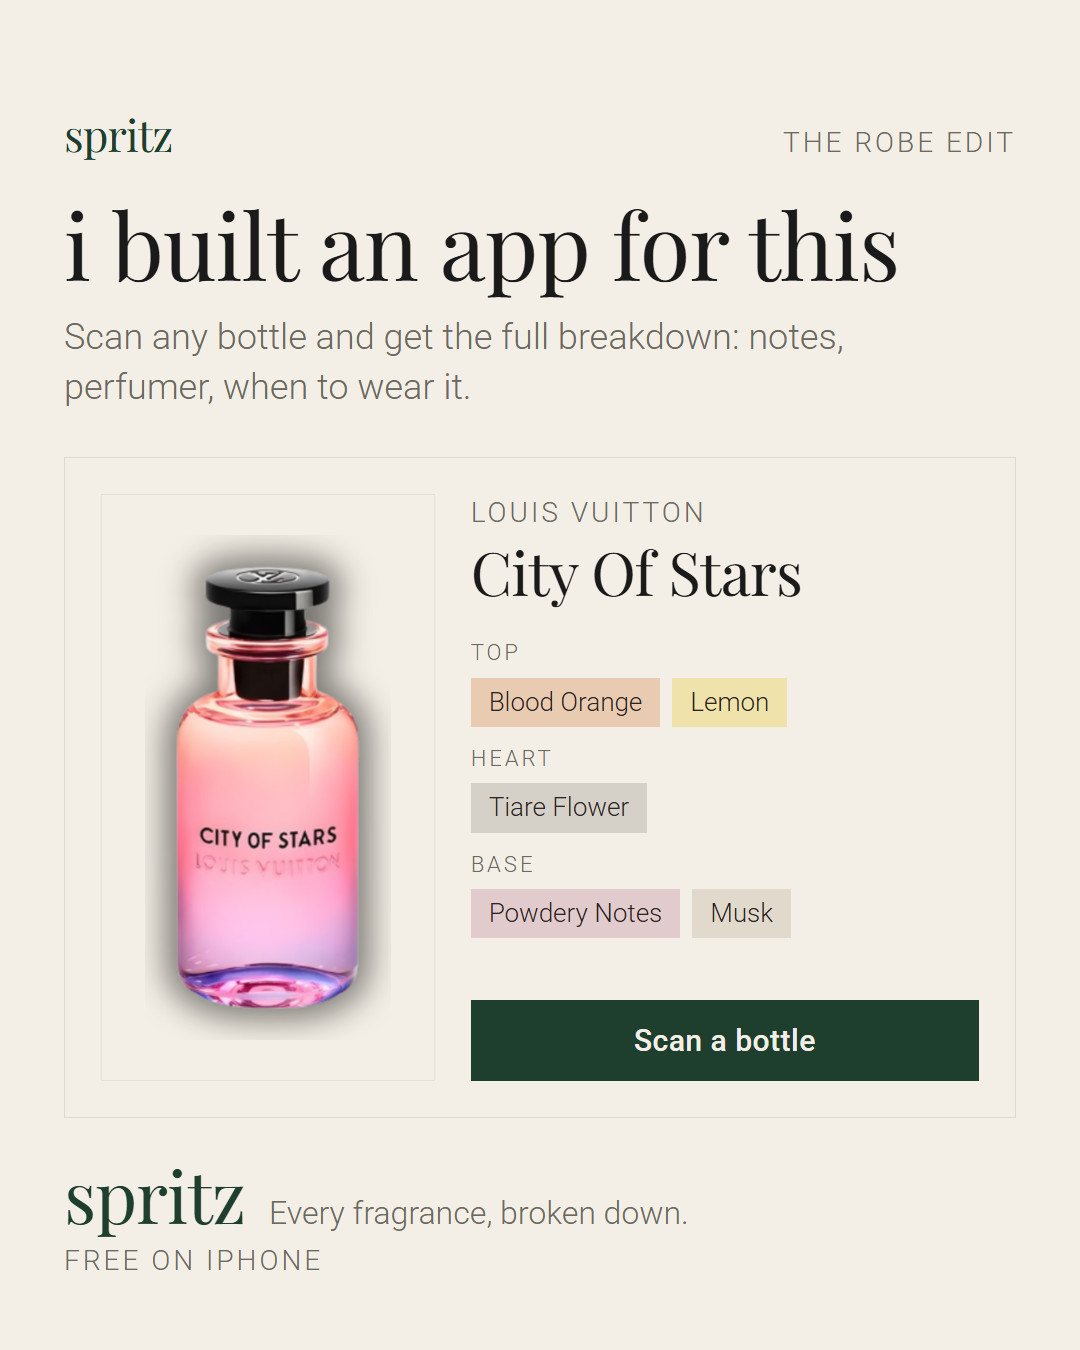 spritz
THE ROBE EDIT
i built an app for this
Scan any bottle and get the full breakdown: notes,
perfumer, when to wear it.
CITY OF STARS
LOUIS VUITTON
LOUIS VUITTON
City Of Stars
TOP
Blood Orange
Lemon
HEART
Tiare Flower
BASE
Powdery Notes
Musk
Scan a bottle
spritz
Every fragrance, broken down.
FREE ON IPHONE